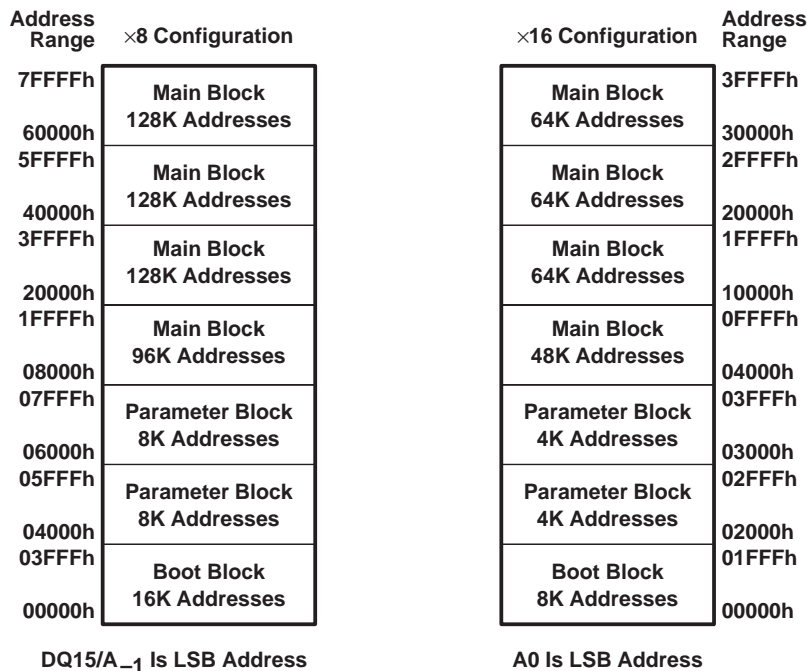 Address
Range
×8 Configuration
7FFFFh
Main Block
128K Addresses
60000h
5FFFFh
Main Block
128K Addresses
40000h
3FFFFh
Main Block
128K Addresses
20000h
1FFFFh
Main Block
96K Addresses
08000h
07FFFh
Parameter Block
8K Addresses
06000h
05FFFh
Parameter Block
8K Addresses
04000h
03FFFh
Boot Block
16K Addresses
00000h
DQ15/A–1 Is LSB Address
×16 Configuration
Address
Range
Main Block
64K Addresses
3FFFFh
30000h
Main Block
64K Addresses
2FFFFh
20000h
Main Block
64K Addresses
1FFFFh
10000h
Main Block
48K Addresses
0FFFFh
04000h
Parameter Block
4K Addresses
03FFFh
03000h
Parameter Block
4K Addresses
02FFFh
02000h
Boot Block
8K Addresses
01FFFh
00000h
A0 Is LSB Address